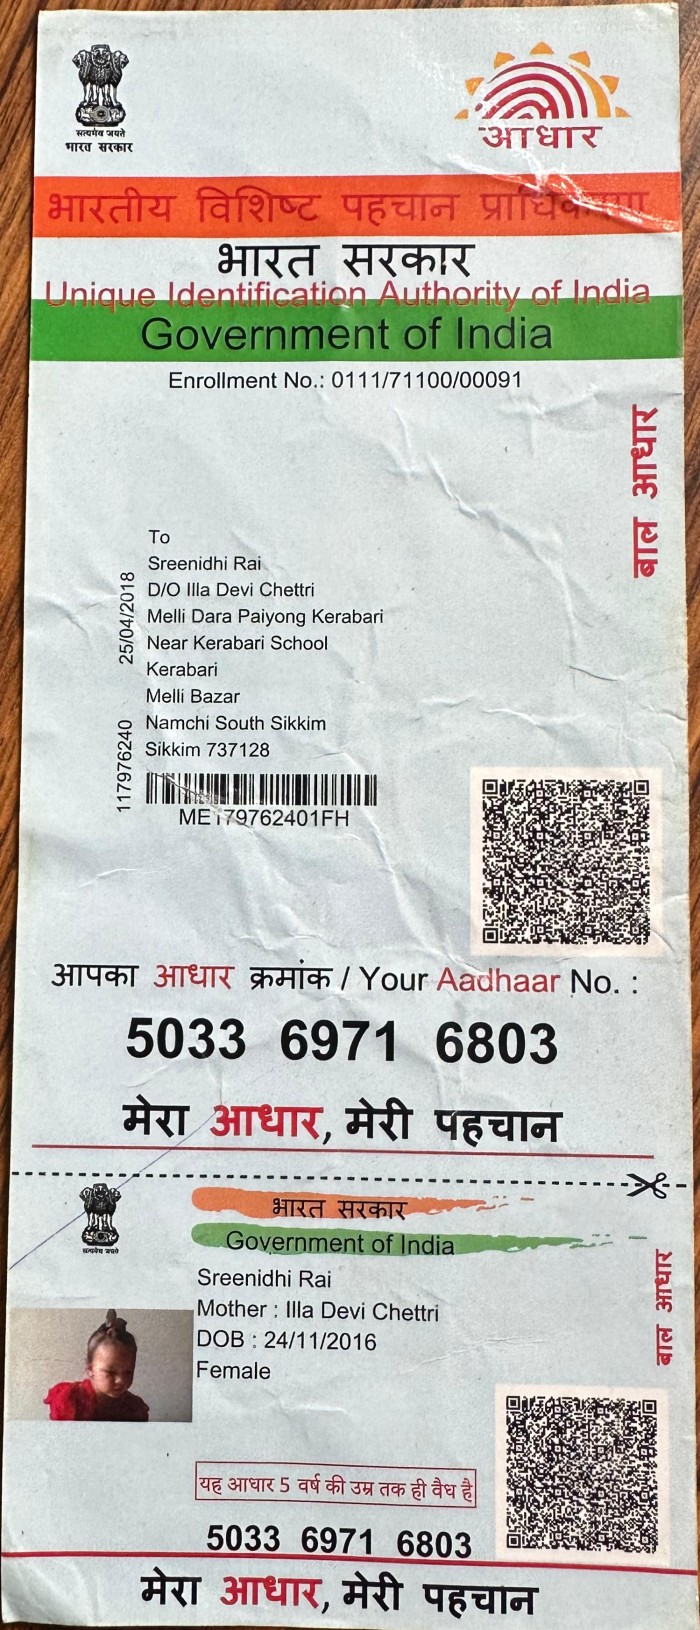 सत्यमेव जयते
भारत सरकार
आधार
भारतीय विशिष्ट पहचान प्राधिकरण
भारत सरकार
Unique Identification Authority of India
Government of India
Enrollment No.: 0111/71100/00091
बाल आधार
To
Sreenidhi Rai
D/O Illa Devi Chettri
Melli Dara Paiyong Kerabari
Near Kerabari School
Kerabari
Melli Bazar
Namchi South Sikkim
Sikkim 737128
25/04/2018
117976240
ME179762401FH
आपका आधार क्रमांक / Your Aadhaar No. :
5033 6971 6803
मेरा आधार, मेरी पहचान
सत्यमेव जयते
भारत सरकार
Government of India
Sreenidhi Rai
Mother : Illa Devi Chettri
DOB : 24/11/2016
Female
बाल आधार
यह आधार 5 वर्ष की उम्र तक ही वैध है
5033 6971 6803
मेरा आधार, मेरी पहचान